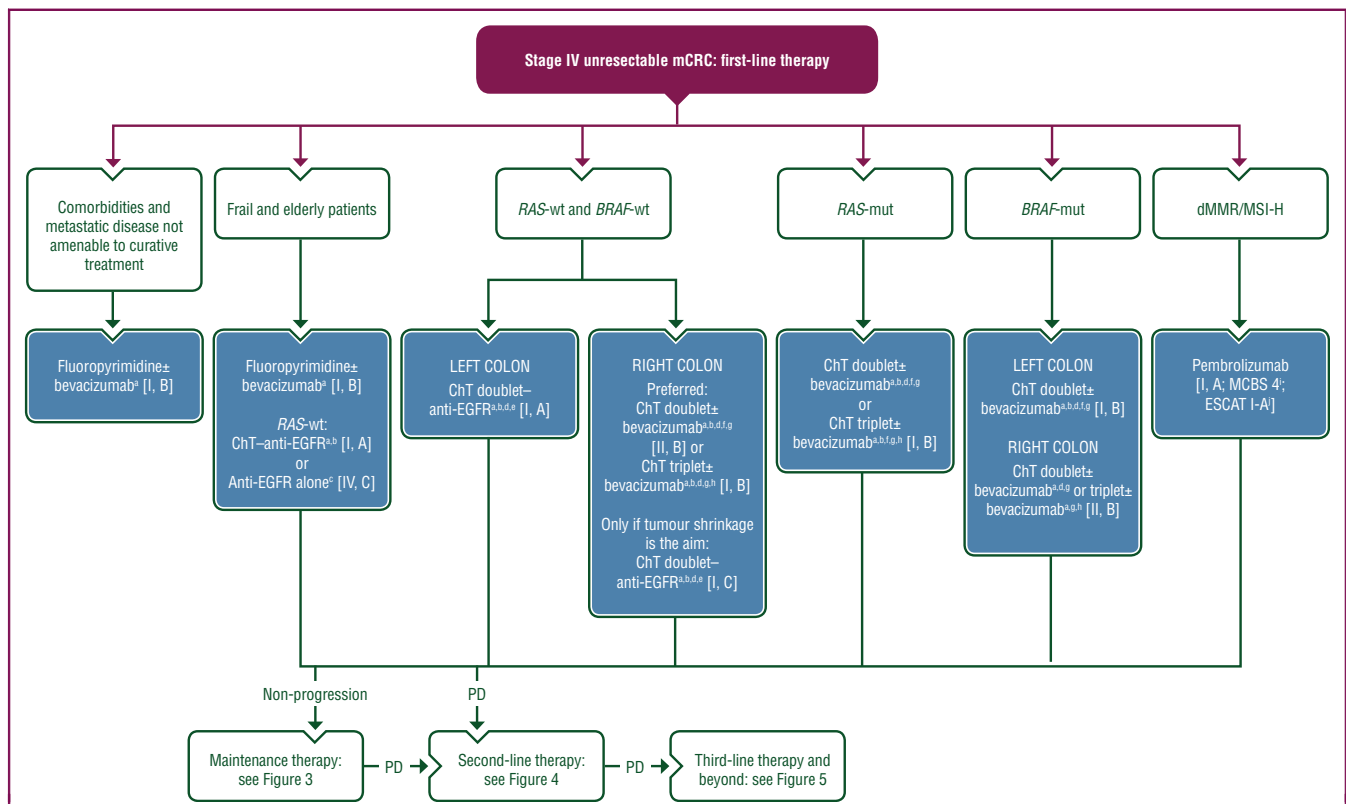 Stage IV unresectable mCRC: first-line therapy
Comorbidities and
metastatic disease not
amenable to curative
treatment
Frail and elderly patients
RAS-wt and BRAF-wt
RAS-mut
BRAF-mut
dMMR/MSI-H
Fluoropyrimidine±
bevacizumabᵃ [I, B]
Fluoropyrimidine±
bevacizumabᵃ [I, B]
RAS-wt:
ChT–anti-EGFRᵃ,ᵇ [I, A]
or
Anti-EGFR aloneᶜ [IV, C]
LEFT COLON
ChT doublet–
anti-EGFRᵃ,ᵇ,ᵈ,ᵉ [I, A]
RIGHT COLON
Preferred:
ChT doublet±
bevacizumabᵃ,ᵇ,ᵈ,ᶠ,ᵍ
[II, B] or
ChT triplet±
bevacizumabᵃ,ᵇ,ᵈ,ᵍ,ʰ [I, B]
Only if tumour shrinkage
is the aim:
ChT doublet–
anti-EGFRᵃ,ᵇ,ᵈ,ᵉ [I, C]
ChT doublet±
bevacizumabᵃ,ᵇ,ᵈ,ᶠ,ᵍ
or
ChT triplet±
bevacizumabᵃ,ᵇ,ᶠ,ᵍ,ʰ [I, B]
LEFT COLON
ChT doublet±
bevacizumabᵃ,ᵇ,ᵈ,ᶠ,ᵍ [I, B]
RIGHT COLON
ChT doublet±
bevacizumabᵃ,ᵈ,ᵍ or triplet±
bevacizumabᵃ,ᵍ,ʰ [II, B]
Pembrolizumab
[I, A; MCBS 4ⁱ;
ESCAT I-Aʲ]
Non-progression
PD
Maintenance therapy:
see Figure 3
PD
Second-line therapy:
see Figure 4
PD
Third-line therapy and
beyond: see Figure 5